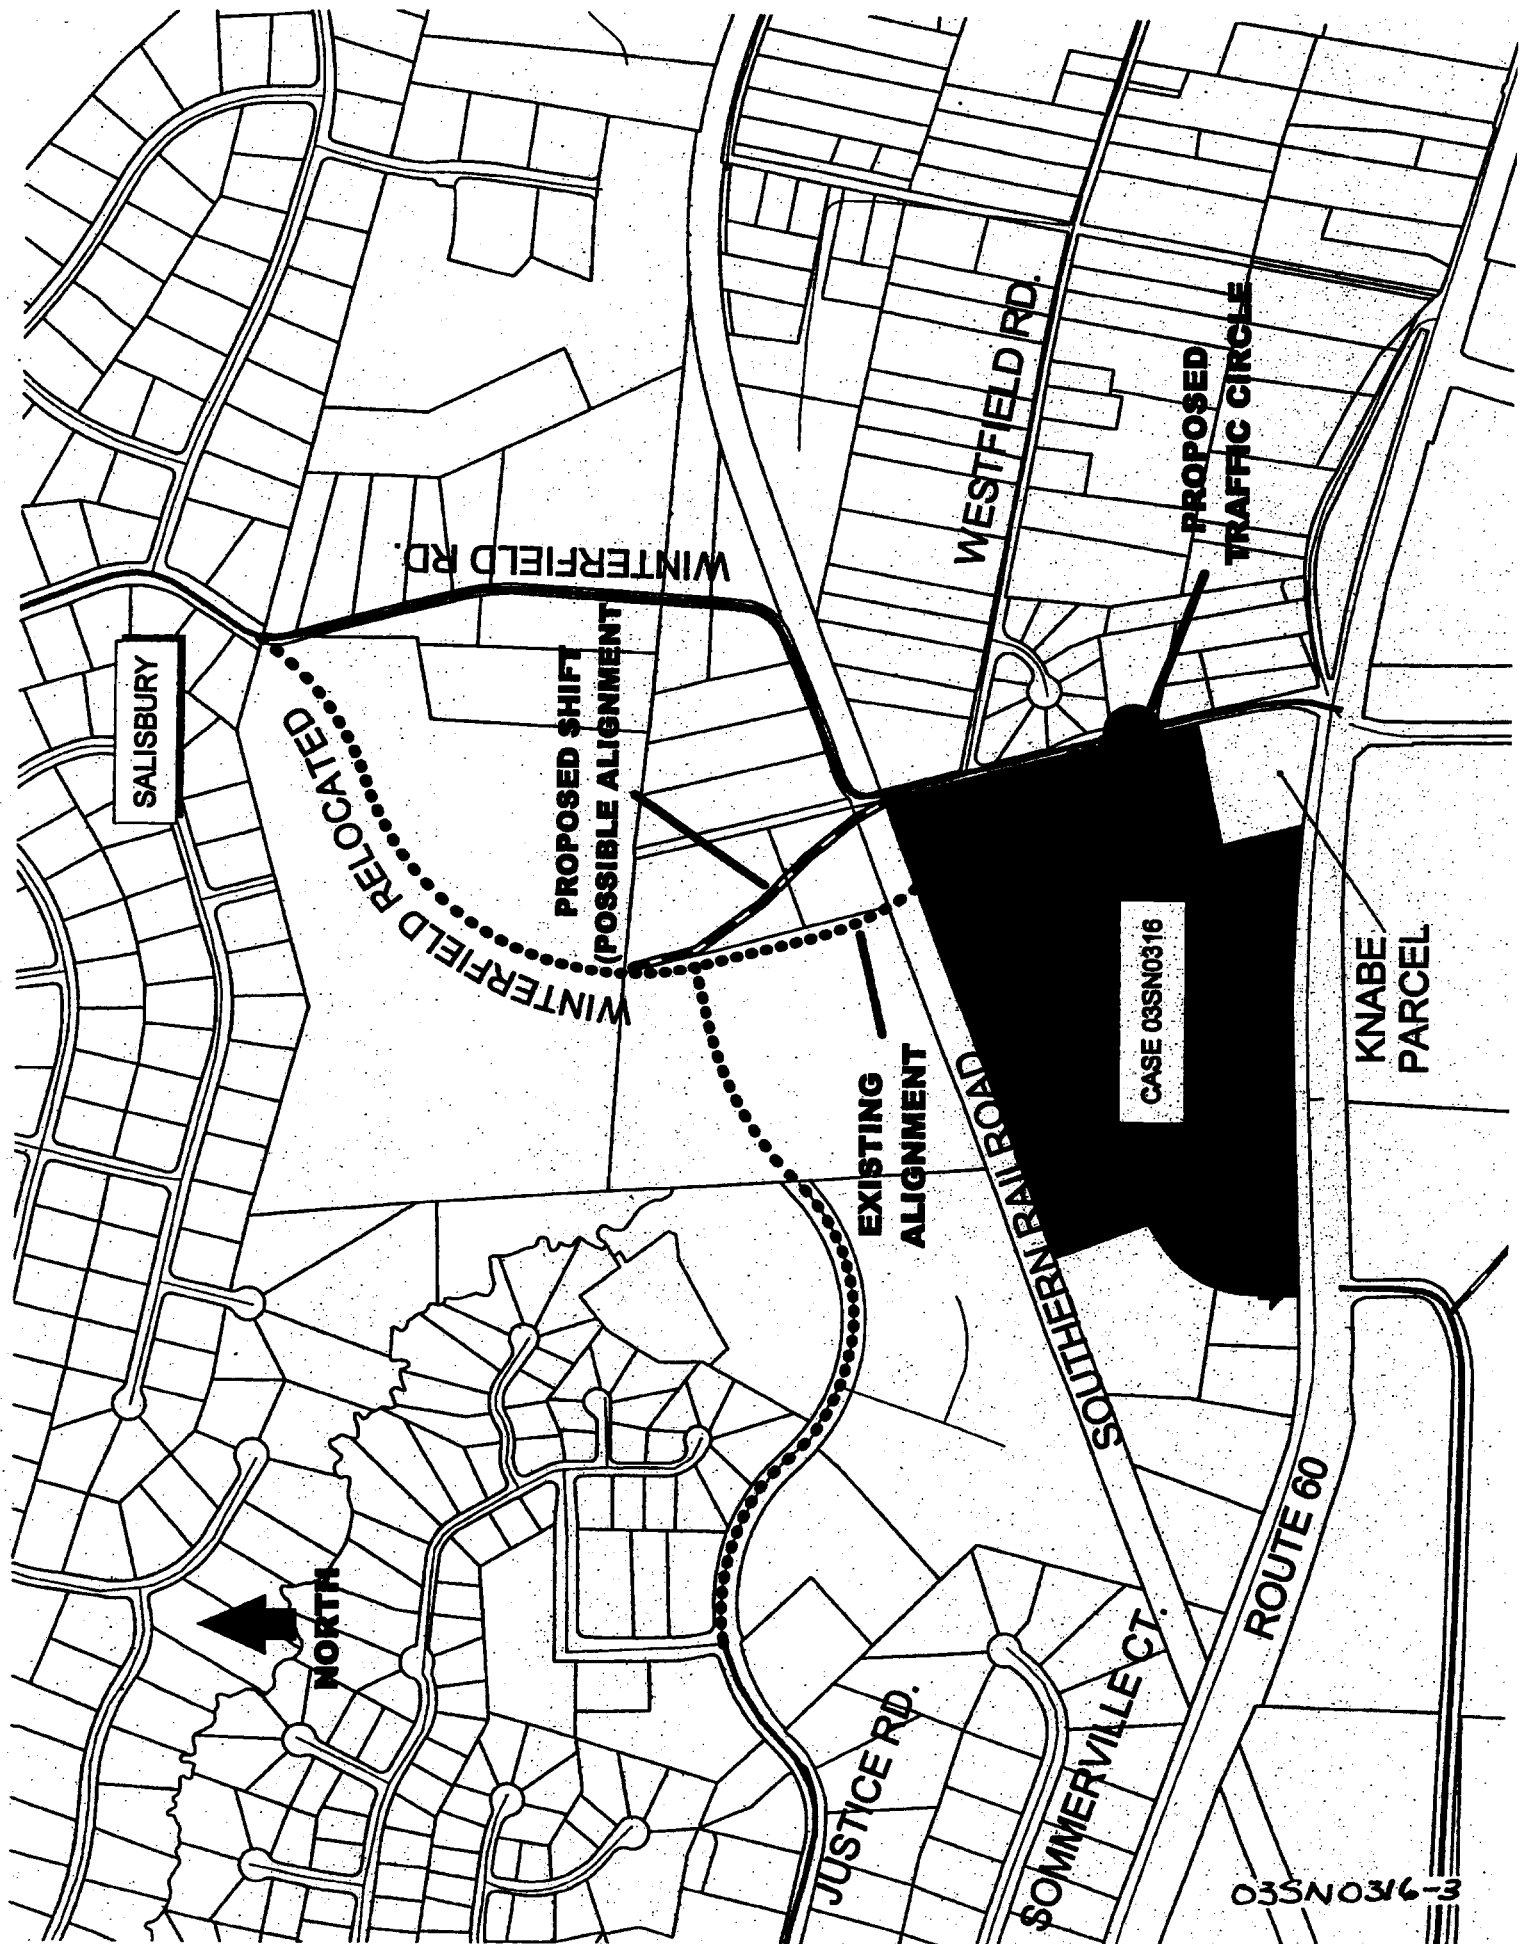 SALISBURY
WINTERFIELD RD.
WINTERFIELD RELOCATED
PROPOSED SHIFT
(POSSIBLE ALIGNMENT
WESTFIELD RD.
PROPOSED
TRAFFIC CIRCLE
EXISTING
ALIGNMENT
SOUTHERN RAILROAD
CASE 03SN0316
KNABE
PARCEL
NORTH
JUSTICE RD.
SOMMERVILLE CT.
ROUTE 60
03SN0316-3